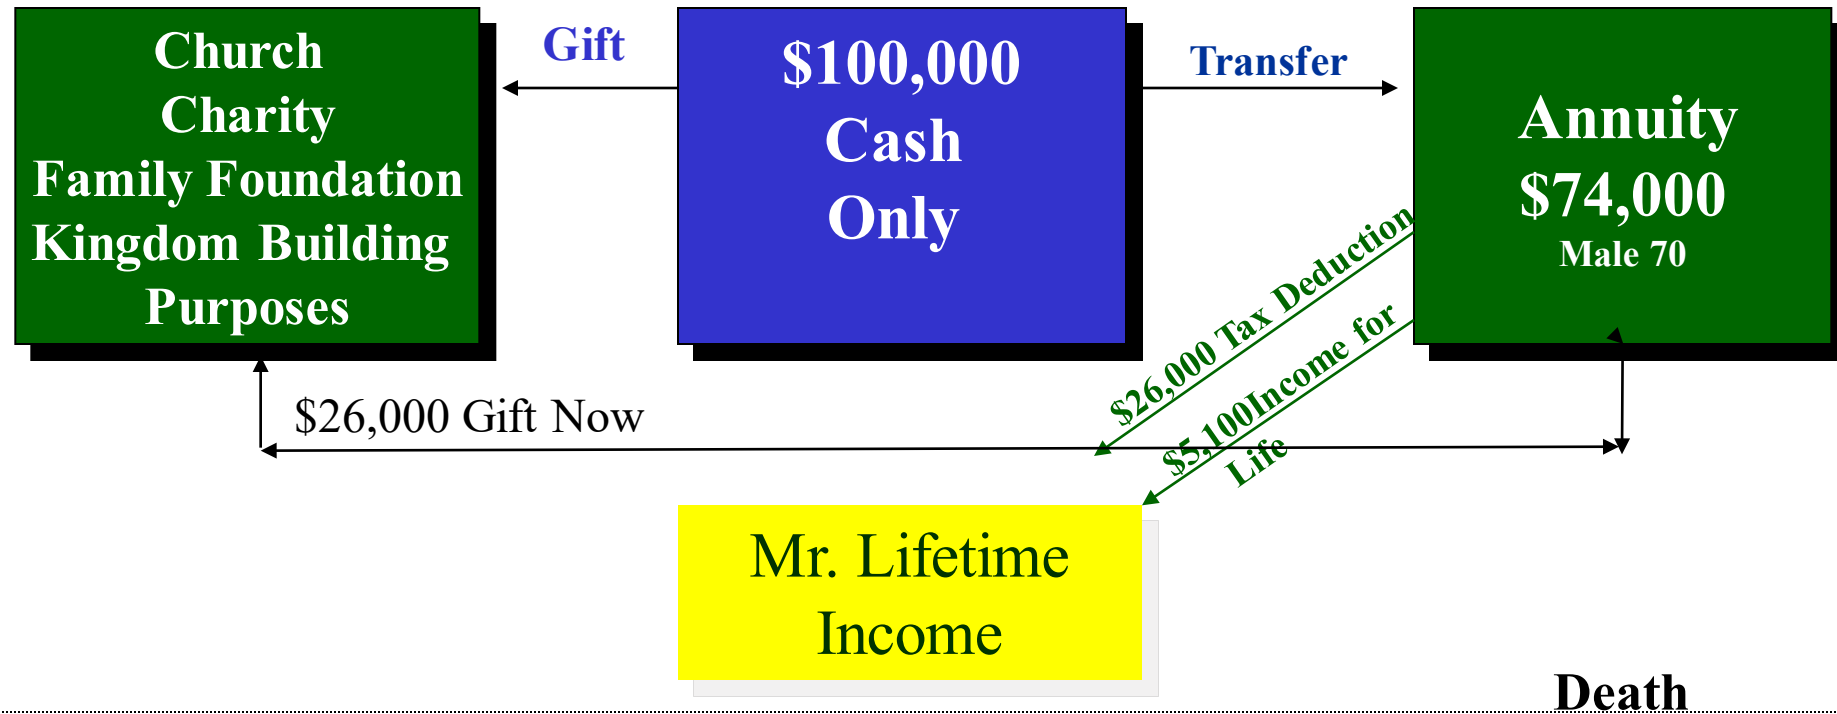 Church
Charity
Family Foundation
Kingdom Building
Purposes
Gift
$100,000
Cash
Only
Transfer
Annuity
$74,000
Male 70
$26,000 Tax Deduction
$5,100Income for
Life
$26,000 Gift Now
Mr. Lifetime
Income
Death